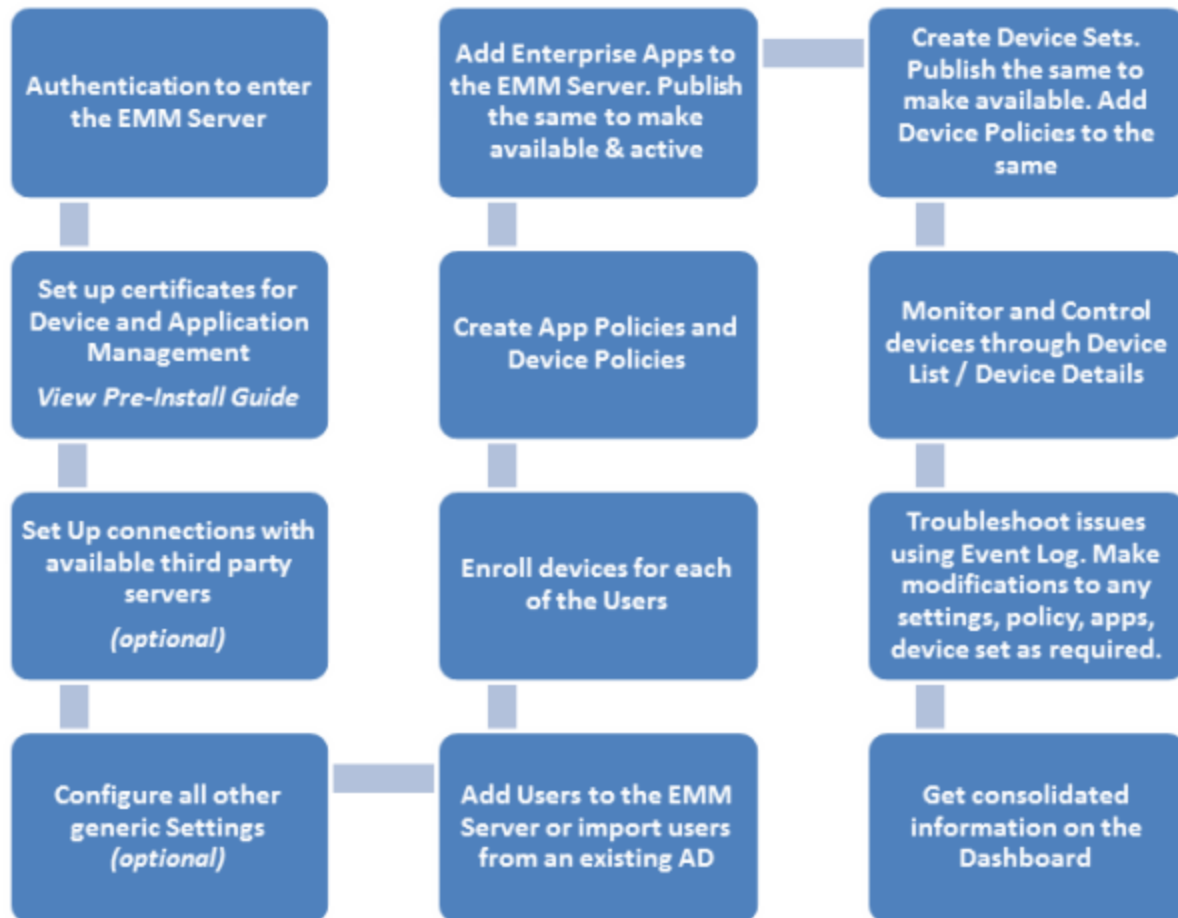 Authentication to enter
the EMM Server
Set up certificates for
Device and Application
Management
View Pre-Install Guide
Set Up connections with
available third party
servers
(optional)
Configure all other
generic Settings
(optional)
Add Users to the EMM
Server or import users
from an existing AD
Enroll devices for each
of the Users
Create App Policies and
Device Policies
Add Enterprise Apps to
the EMM Server. Publish
the same to make
available & active
Create Device Sets.
Publish the same to
make available. Add
Device Policies to the
same
Monitor and Control
devices through Device
List / Device Details
Troubleshoot issues
using Event Log. Make
modifications to any
settings, policy, apps,
device set as required.
Get consolidated
information on the
Dashboard